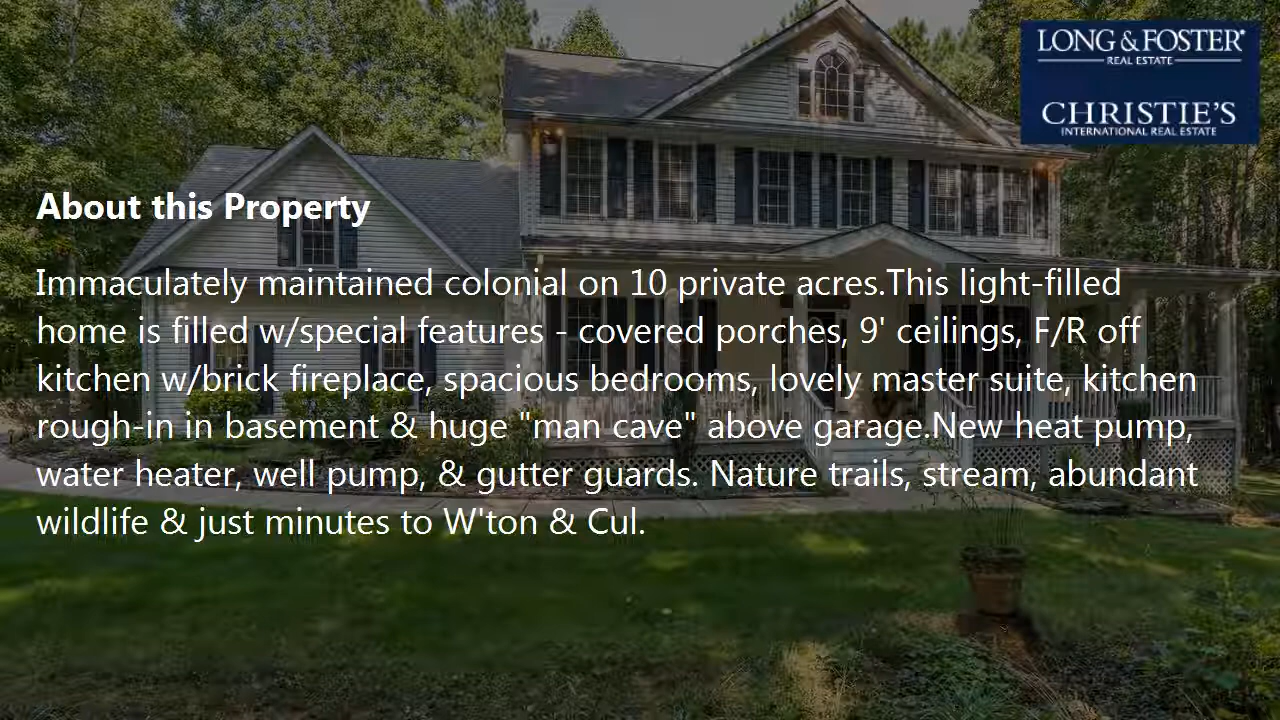 LONG & FOSTER®
REAL ESTATE
CHRISTIE'S
INTERNATIONAL REAL ESTATE
About this Property
Immaculately maintained colonial on 10 private acres.This light-filled
home is filled w/special features - covered porches, 9' ceilings, F/R off
kitchen w/brick fireplace, spacious bedrooms, lovely master suite, kitchen
rough-in in basement & huge "man cave" above garage.New heat pump,
water heater, well pump, & gutter guards. Nature trails, stream, abundant
wildlife & just minutes to W'ton & Cul.